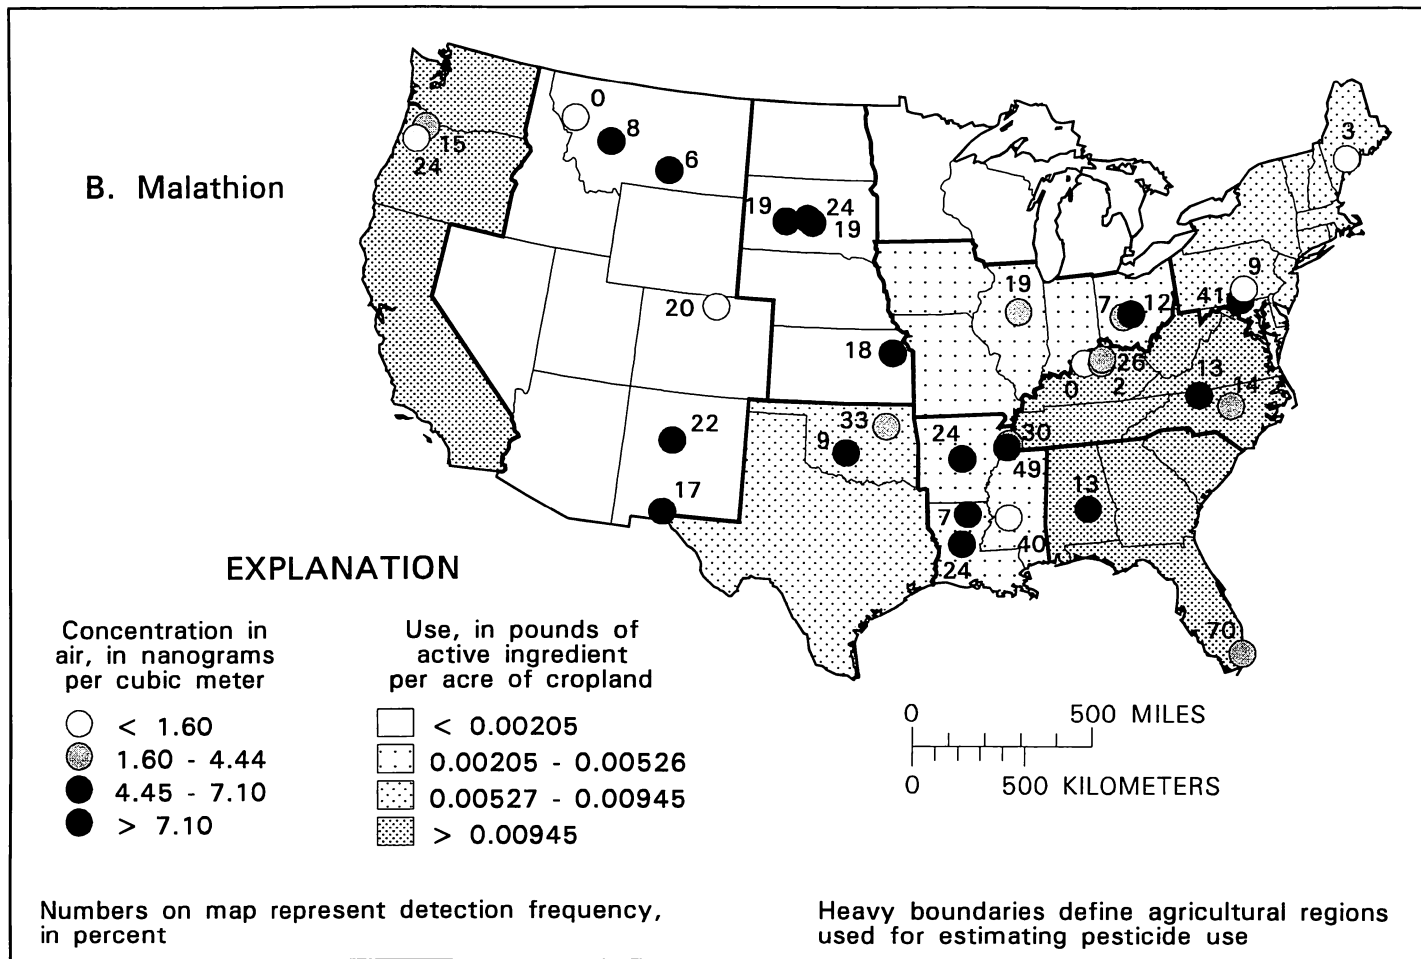 B. Malathion
0
8
6
15
24
19
24
19
20
18
22
17
33
9
24
30
49
7
40
24
13
70
19
7
12
26
0
2
13
14
9
41
3
EXPLANATION
Concentration in
air, in nanograms
per cubic meter
< 1.60
1.60 - 4.44
4.45 - 7.10
> 7.10
Use, in pounds of
active ingredient
per acre of cropland
< 0.00205
0.00205 - 0.00526
0.00527 - 0.00945
> 0.00945
0 500 MILES
0 500 KILOMETERS
Numbers on map represent detection frequency,
in percent
Heavy boundaries define agricultural regions
used for estimating pesticide use